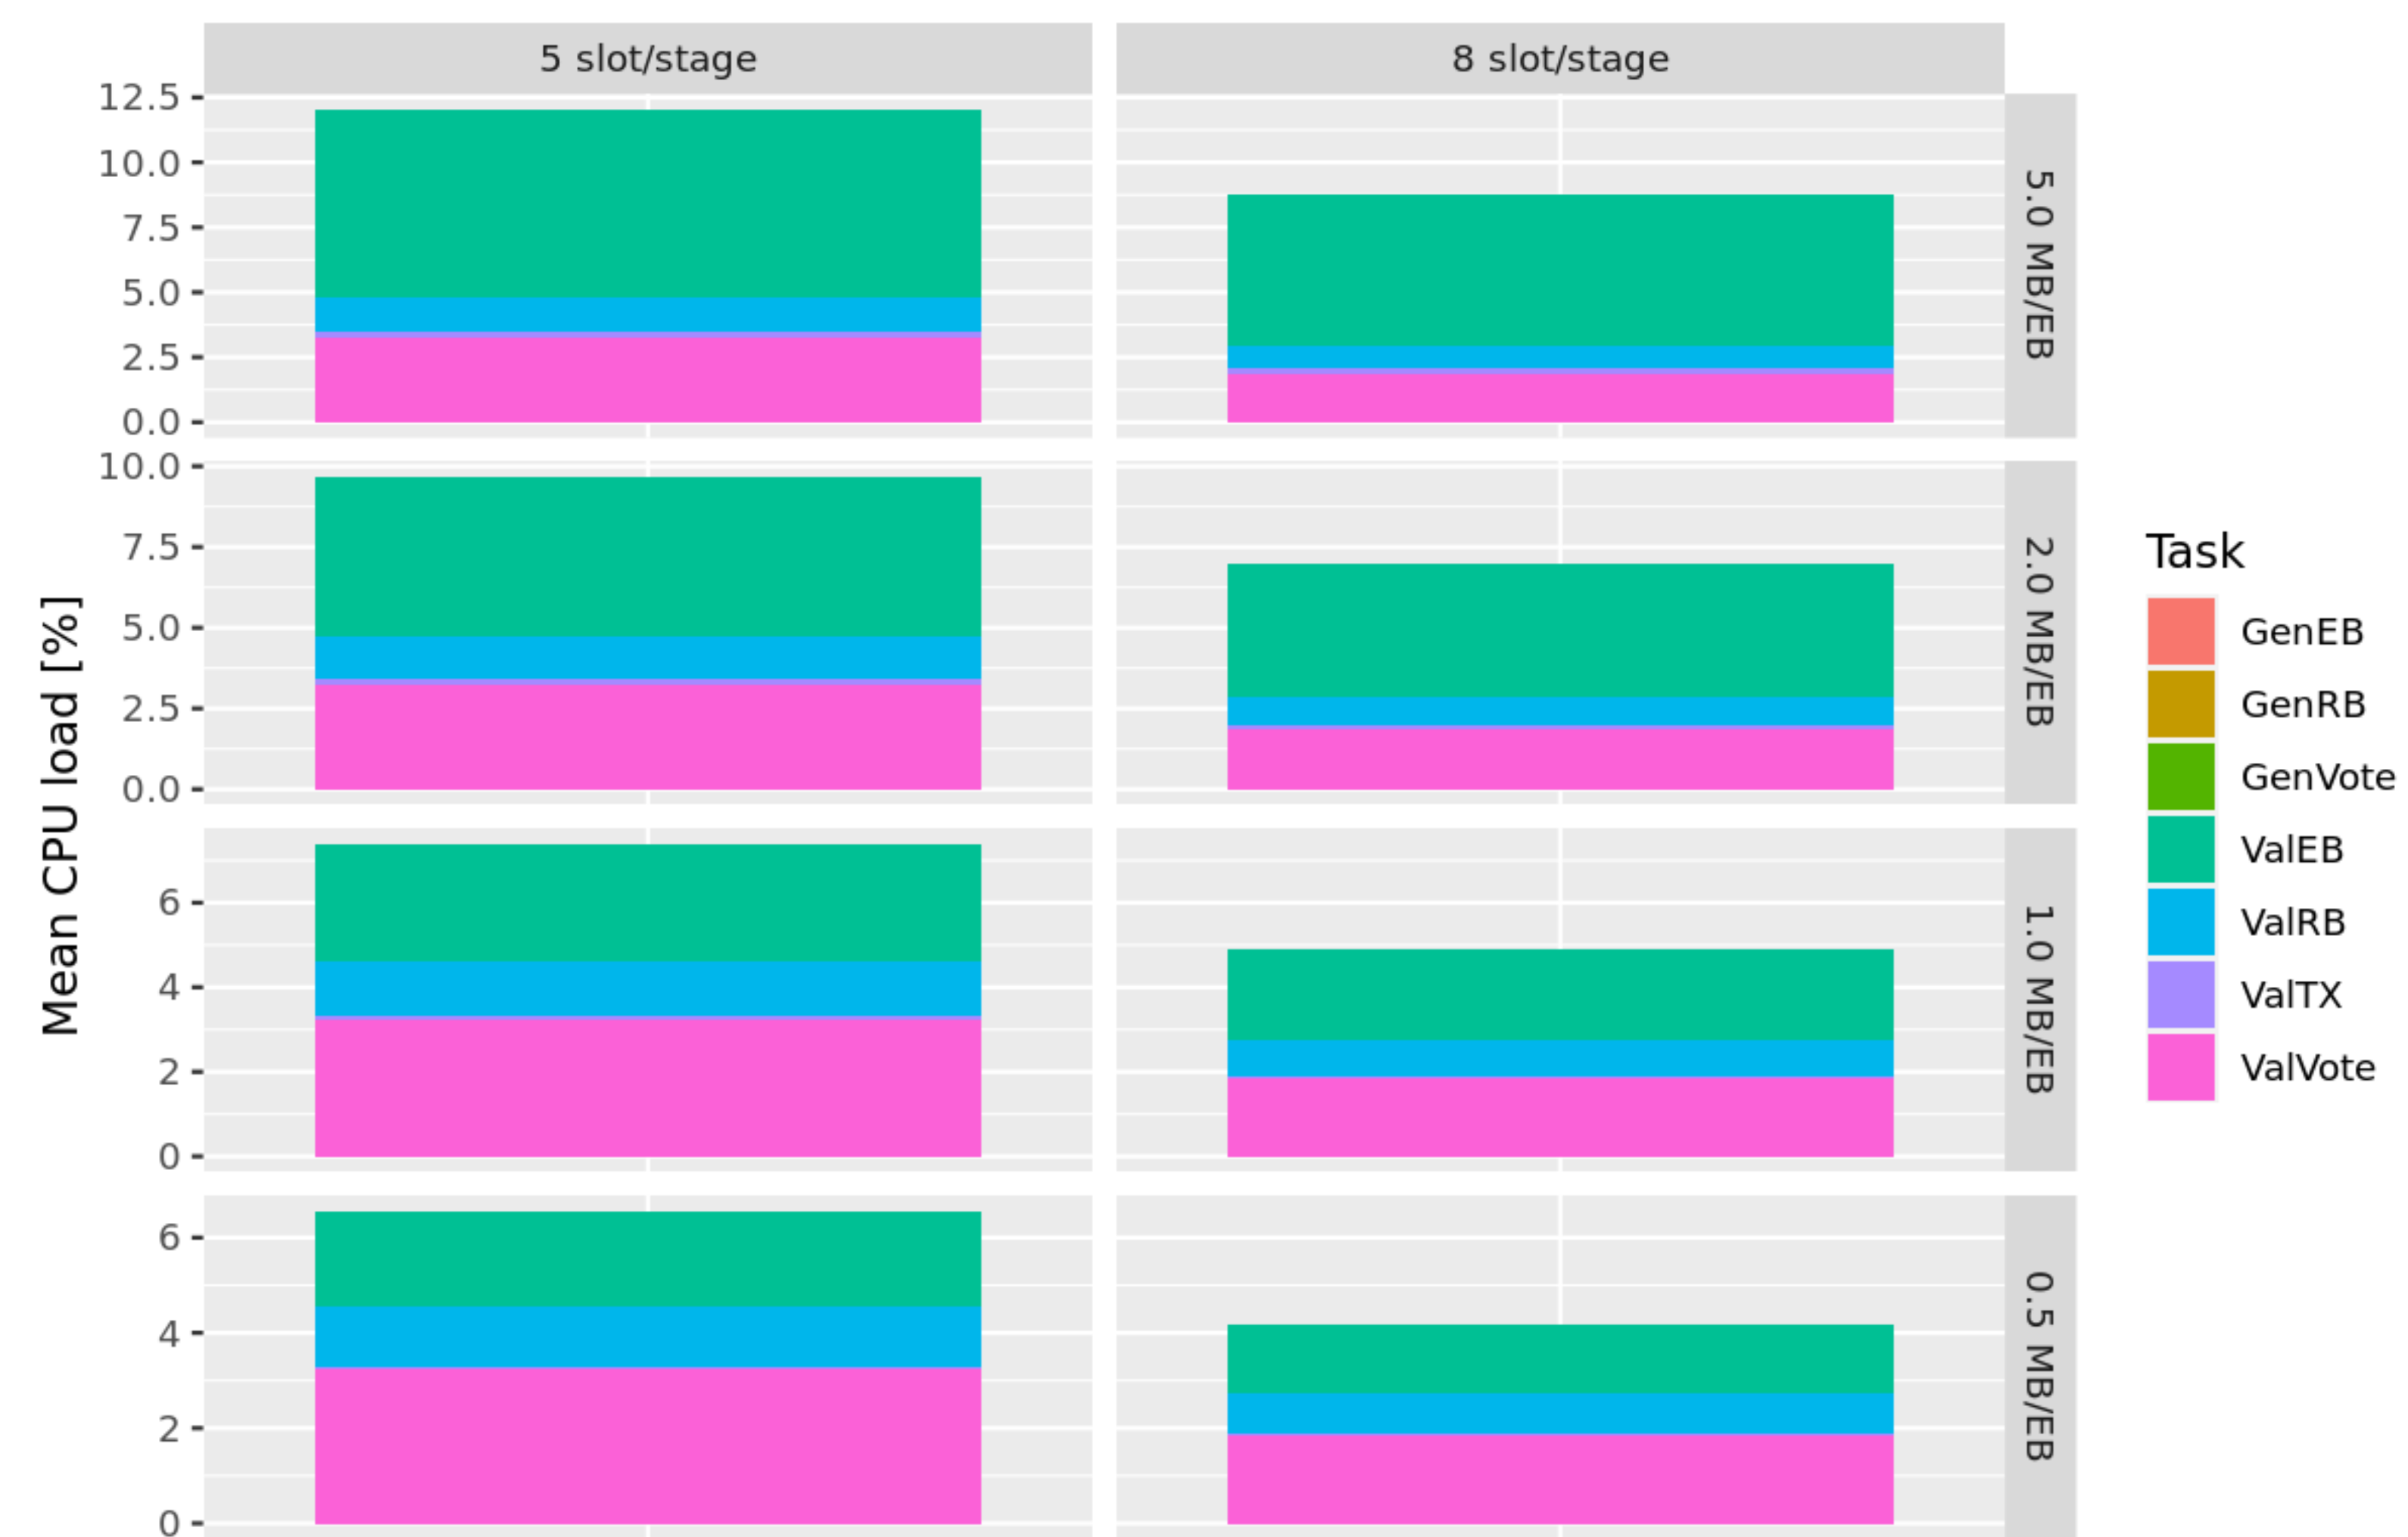 5 slot/stage
8 slot/stage
12.5
10.0
7.5
5.0
2.5
0.0
5.0 MB/EB
10.0
7.5
5.0
2.5
0.0
2.0 MB/EB
6
4
2
0
1.0 MB/EB
6
4
2
0
0.5 MB/EB
Mean CPU load [%]
Task
GenEB
GenRB
GenVote
ValEB
ValRB
ValTX
ValVote